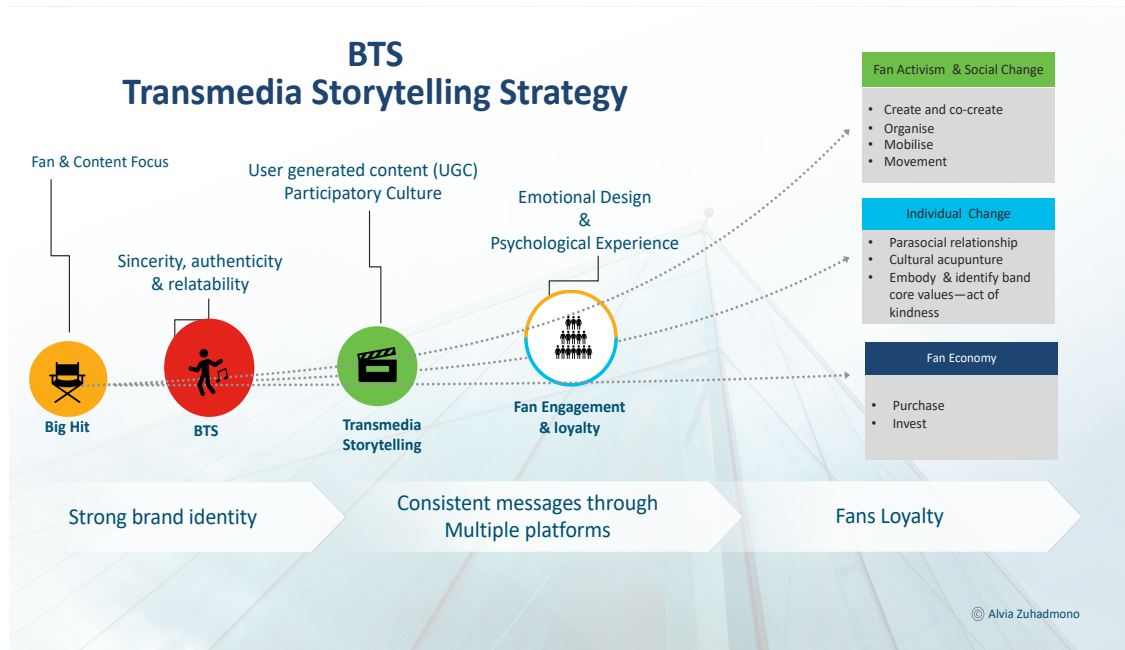 BTS
Transmedia Storytelling Strategy
Fan & Content Focus
Big Hit
Sincerity, authenticity
& relatability
BTS
User generated content (UGC)
Participatory Culture
Transmedia
Storytelling
Emotional Design
&
Psychological Experience
Fan Engagement
& loyalty
Fan Activism & Social Change
• Create and co-create
• Organise
• Mobilise
• Movement
Individual Change
• Parasocial relationship
• Cultural acupunture
• Embody & identify band
core values—act of
kindness
Fan Economy
• Purchase
• Invest
Strong brand identity
Consistent messages through
Multiple platforms
Fans Loyalty
© Alvia Zuhadmono